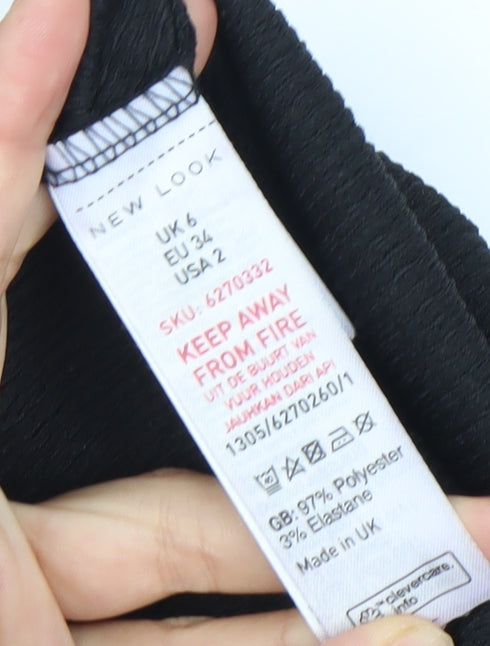 NEW LOOK
UK 6
EU 34
USA 2
SKU: 6270332
KEEP AWAY
FROM FIRE
UIT DE BUURT VAN
VUUR HOUDEN
JAUHKAN DARI API
1305/6270260/1
GB: 97% Polyester
3% Elastane
Made in UK
clevercare.
info